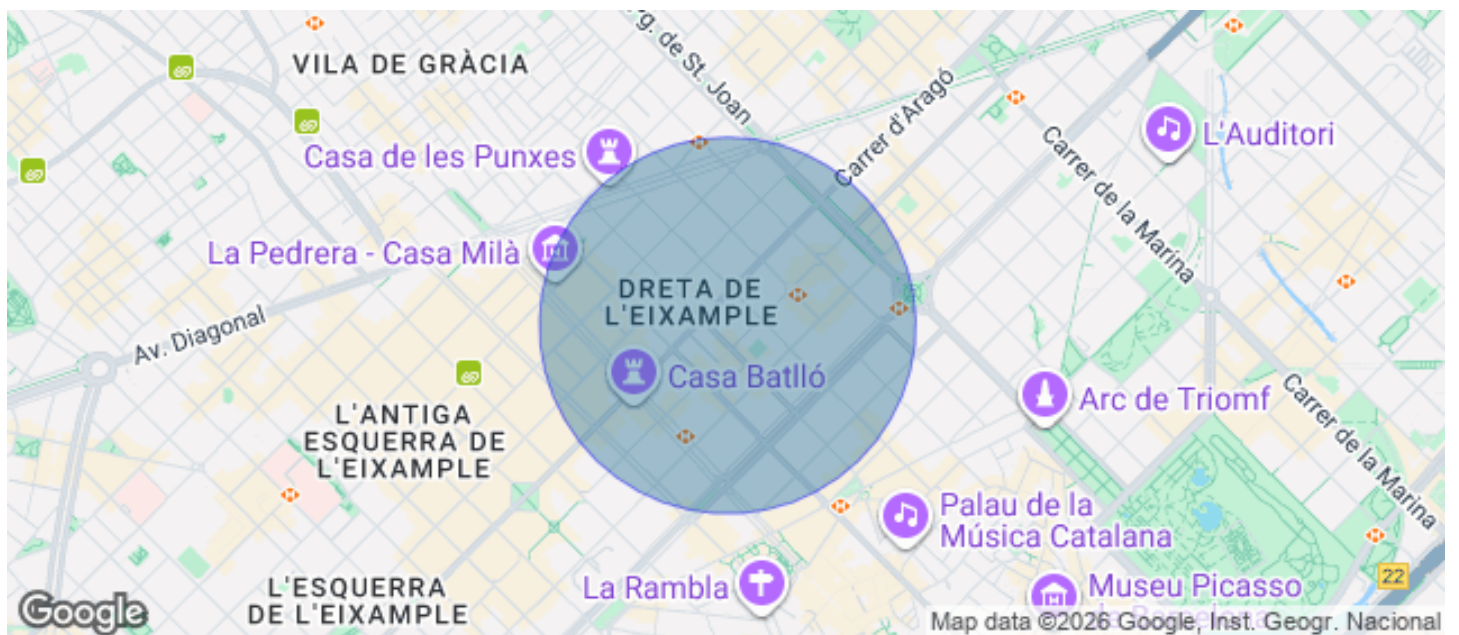 rg. de St. Joan
VILA DE GRÀCIA
Carrer d'Aragó
L'Auditori
Casa de les Punxes
Carrer de la Marina
La Pedrera - Casa Milà
DRETA DE
L'EIXAMPLE
Av. Diagonal
Casa Batlló
Arc de Triomf
L'ANTIGA
ESQUERRA DE
L'EIXAMPLE
Carrer de la Marina
Palau de la
Música Catalana
La Rambla
L'ESQUERRA
DE L'EIXAMPLE
22
Museu Picasso
Google
Map data ©2026 Google, Inst. Geogr. Nacional